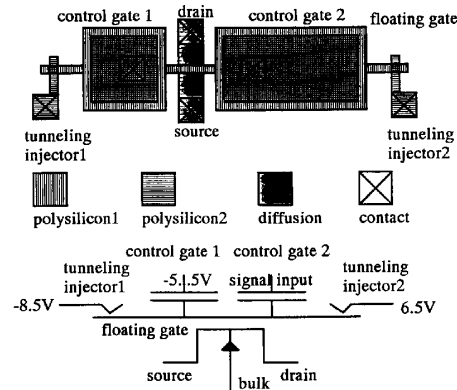 control gate 1
drain
control gate 2
floating gate
source
tunneling
injector1
tunneling
injector2
polysilicon1
polysilicon2
diffusion
contact
control gate 1
control gate 2
tunneling
injector1
-5..5V
signal input
tunneling
injector2
-8.5V
6.5V
floating gate
source
drain
bulk